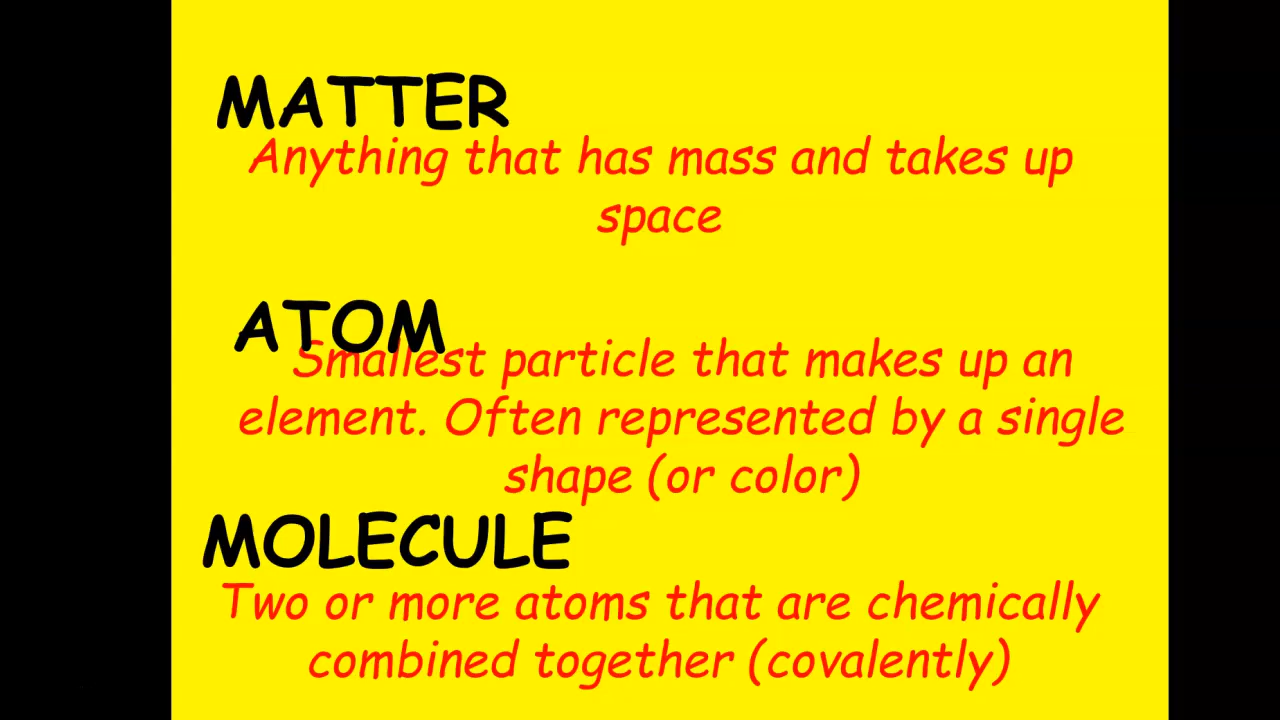 MATTER
Anything that has mass and takes up
space
ATOM
Smallest particle that makes up an
element. Often represented by a single
shape (or color)
MOLECULE
Two or more atoms that are chemically
combined together (covalently)